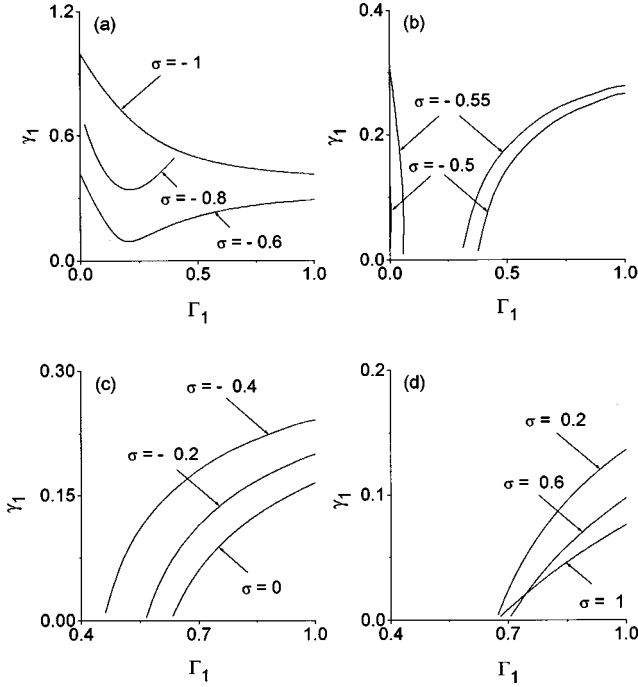 (a)
1.2
0.6
0.0
γ₁
σ = - 1
σ = - 0.8
σ = - 0.6
0.0
0.5
1.0
Γ₁
(b)
0.4
0.2
0.0
γ₁
σ = - 0.55
σ = - 0.5
0.0
0.5
1.0
Γ₁
(c)
0.30
0.15
0.00
γ₁
σ = - 0.4
σ = - 0.2
σ = 0
0.4
0.7
1.0
Γ₁
(d)
0.2
0.1
0.0
γ₁
σ = 0.2
σ = 0.6
σ = 1
0.4
0.7
1.0
Γ₁